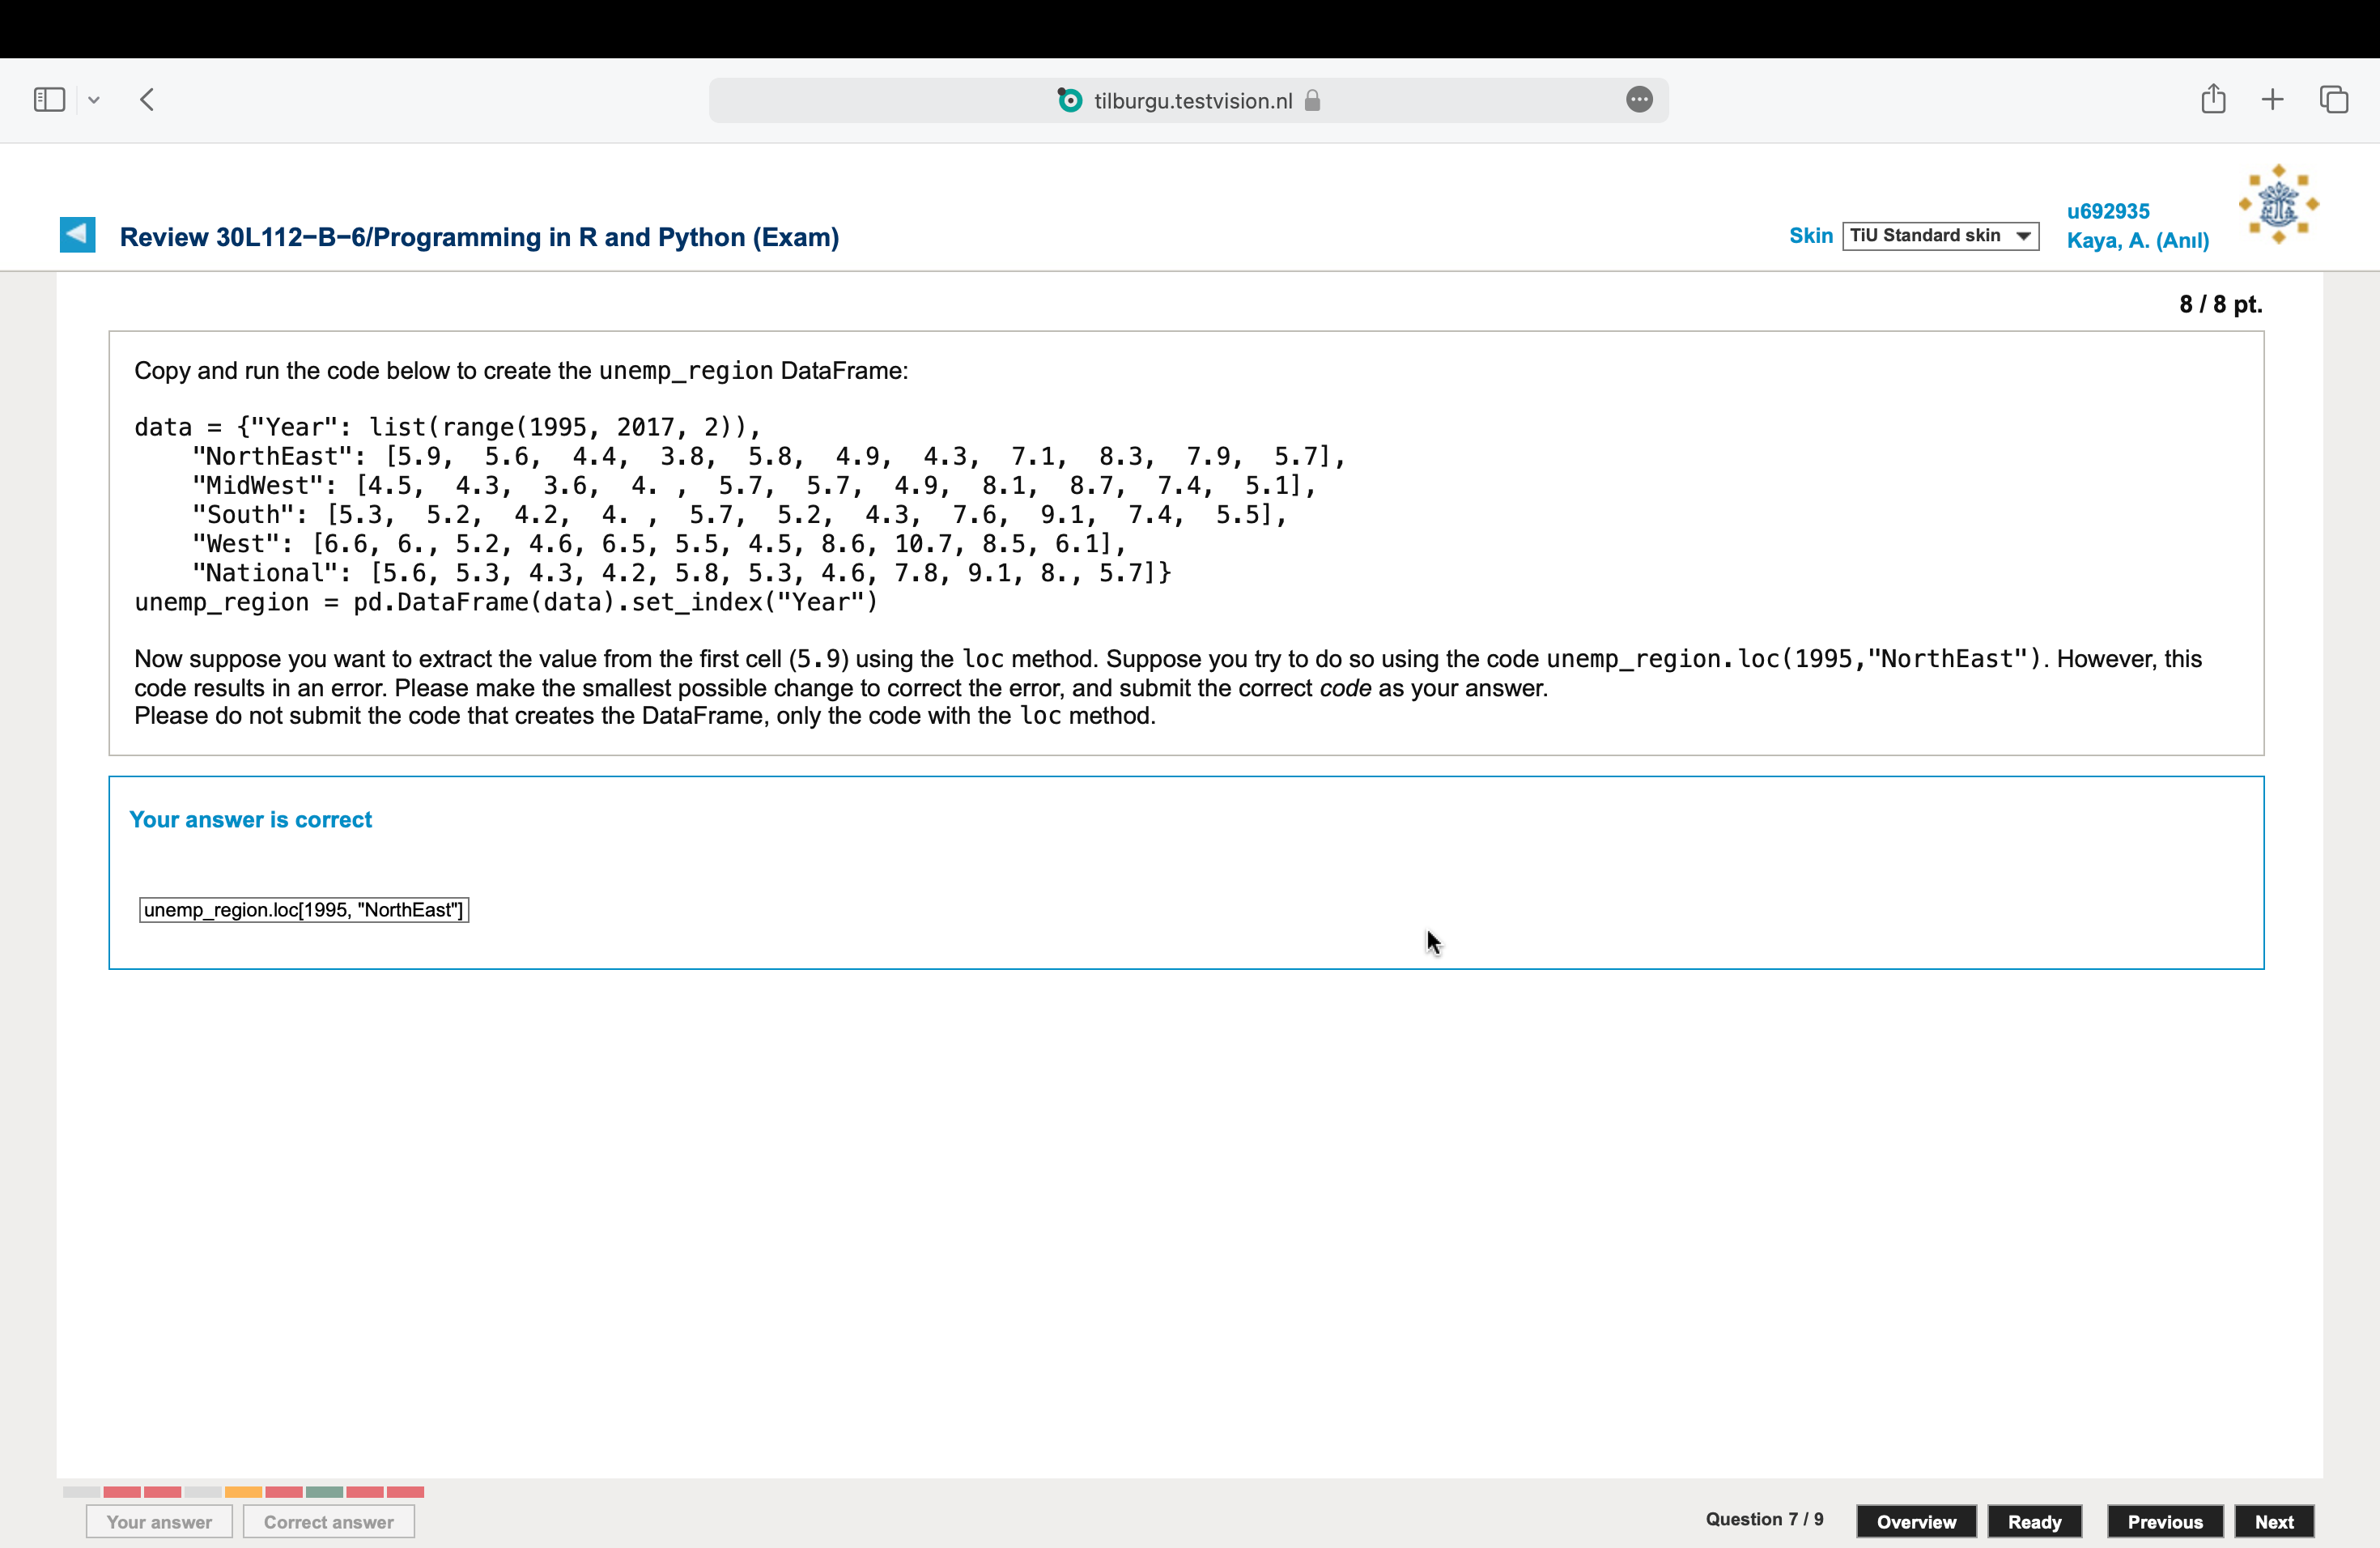 tilburgu.testvision.nl
Review 30L112-B-6/Programming in R and Python (Exam)
Skin TiU Standard skin
u692935
Kaya, A. (Anıl)
8 / 8 pt.
Copy and run the code below to create the unemp_region DataFrame:
data = {"Year": list(range(1995, 2017, 2)),
    "NorthEast": [5.9,  5.6,  4.4,  3.8,  5.8,  4.9,  4.3,  7.1,  8.3,  7.9,  5.7],
    "MidWest": [4.5,  4.3,  3.6,  4. ,  5.7,  5.7,  4.9,  8.1,  8.7,  7.4,  5.1],
    "South": [5.3,  5.2,  4.2,  4. ,  5.7,  5.2,  4.3,  7.6,  9.1,  7.4,  5.5],
    "West": [6.6, 6., 5.2, 4.6, 6.5, 5.5, 4.5, 8.6, 10.7, 8.5, 6.1],
    "National": [5.6, 5.3, 4.3, 4.2, 5.8, 5.3, 4.6, 7.8, 9.1, 8., 5.7]}
unemp_region = pd.DataFrame(data).set_index("Year")
Now suppose you want to extract the value from the first cell (5.9) using the loc method. Suppose you try to do so using the code unemp_region.loc(1995,"NorthEast"). However, this
code results in an error. Please make the smallest possible change to correct the error, and submit the correct code as your answer.
Please do not submit the code that creates the DataFrame, only the code with the loc method.
Your answer is correct
unemp_region.loc[1995, "NorthEast"]
Your answer Correct answer
Question 7 / 9 Overview Ready Previous Next